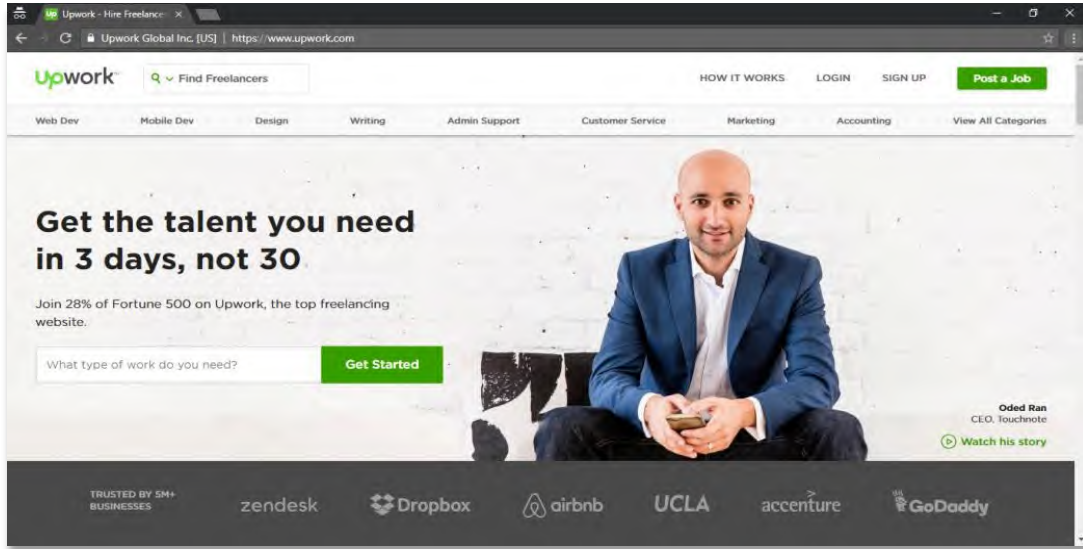 Upwork - Hire Freelance
Upwork Global Inc. [US] | https://www.upwork.com
Upwork
Find Freelancers
HOW IT WORKS LOGIN SIGN UP Post a Job
Web Dev Mobile Dev Design Writing Admin Support Customer Service Marketing Accounting View All Categories
Get the talent you need
in 3 days, not 30
Join 28% of Fortune 500 on Upwork, the top freelancing
website.
What type of work do you need? Get Started
Oded Ran
CEO, Touchnote
Watch his story
TRUSTED BY 5M+
BUSINESSES
zendesk Dropbox airbnb UCLA accenture GoDaddy